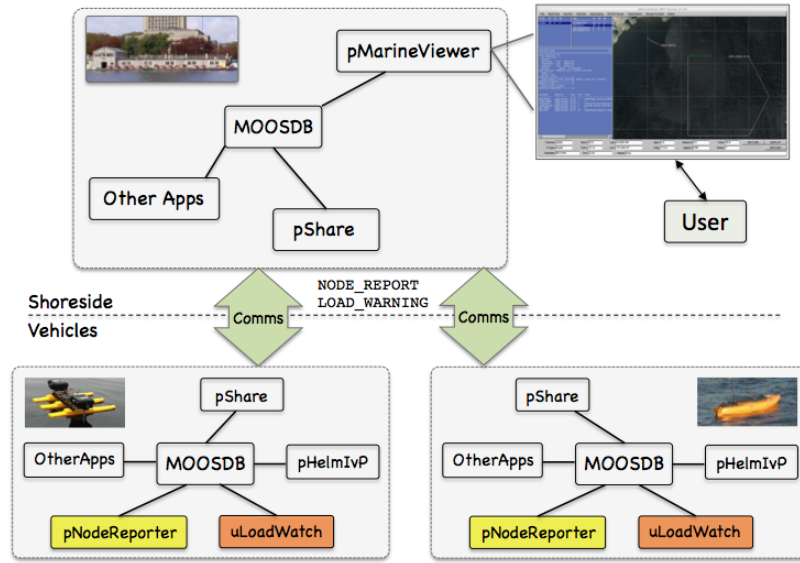 pMarineViewer
MOOSDB
Other Apps
pShare
User
NODE_REPORT
LOAD_WARNING
Shoreside
Comms
Comms
Vehicles
pShare
OtherApps
MOOSDB
pHelmIvP
pNodeReporter
uLoadWatch
pShare
OtherApps
MOOSDB
pHelmIvP
pNodeReporter
uLoadWatch